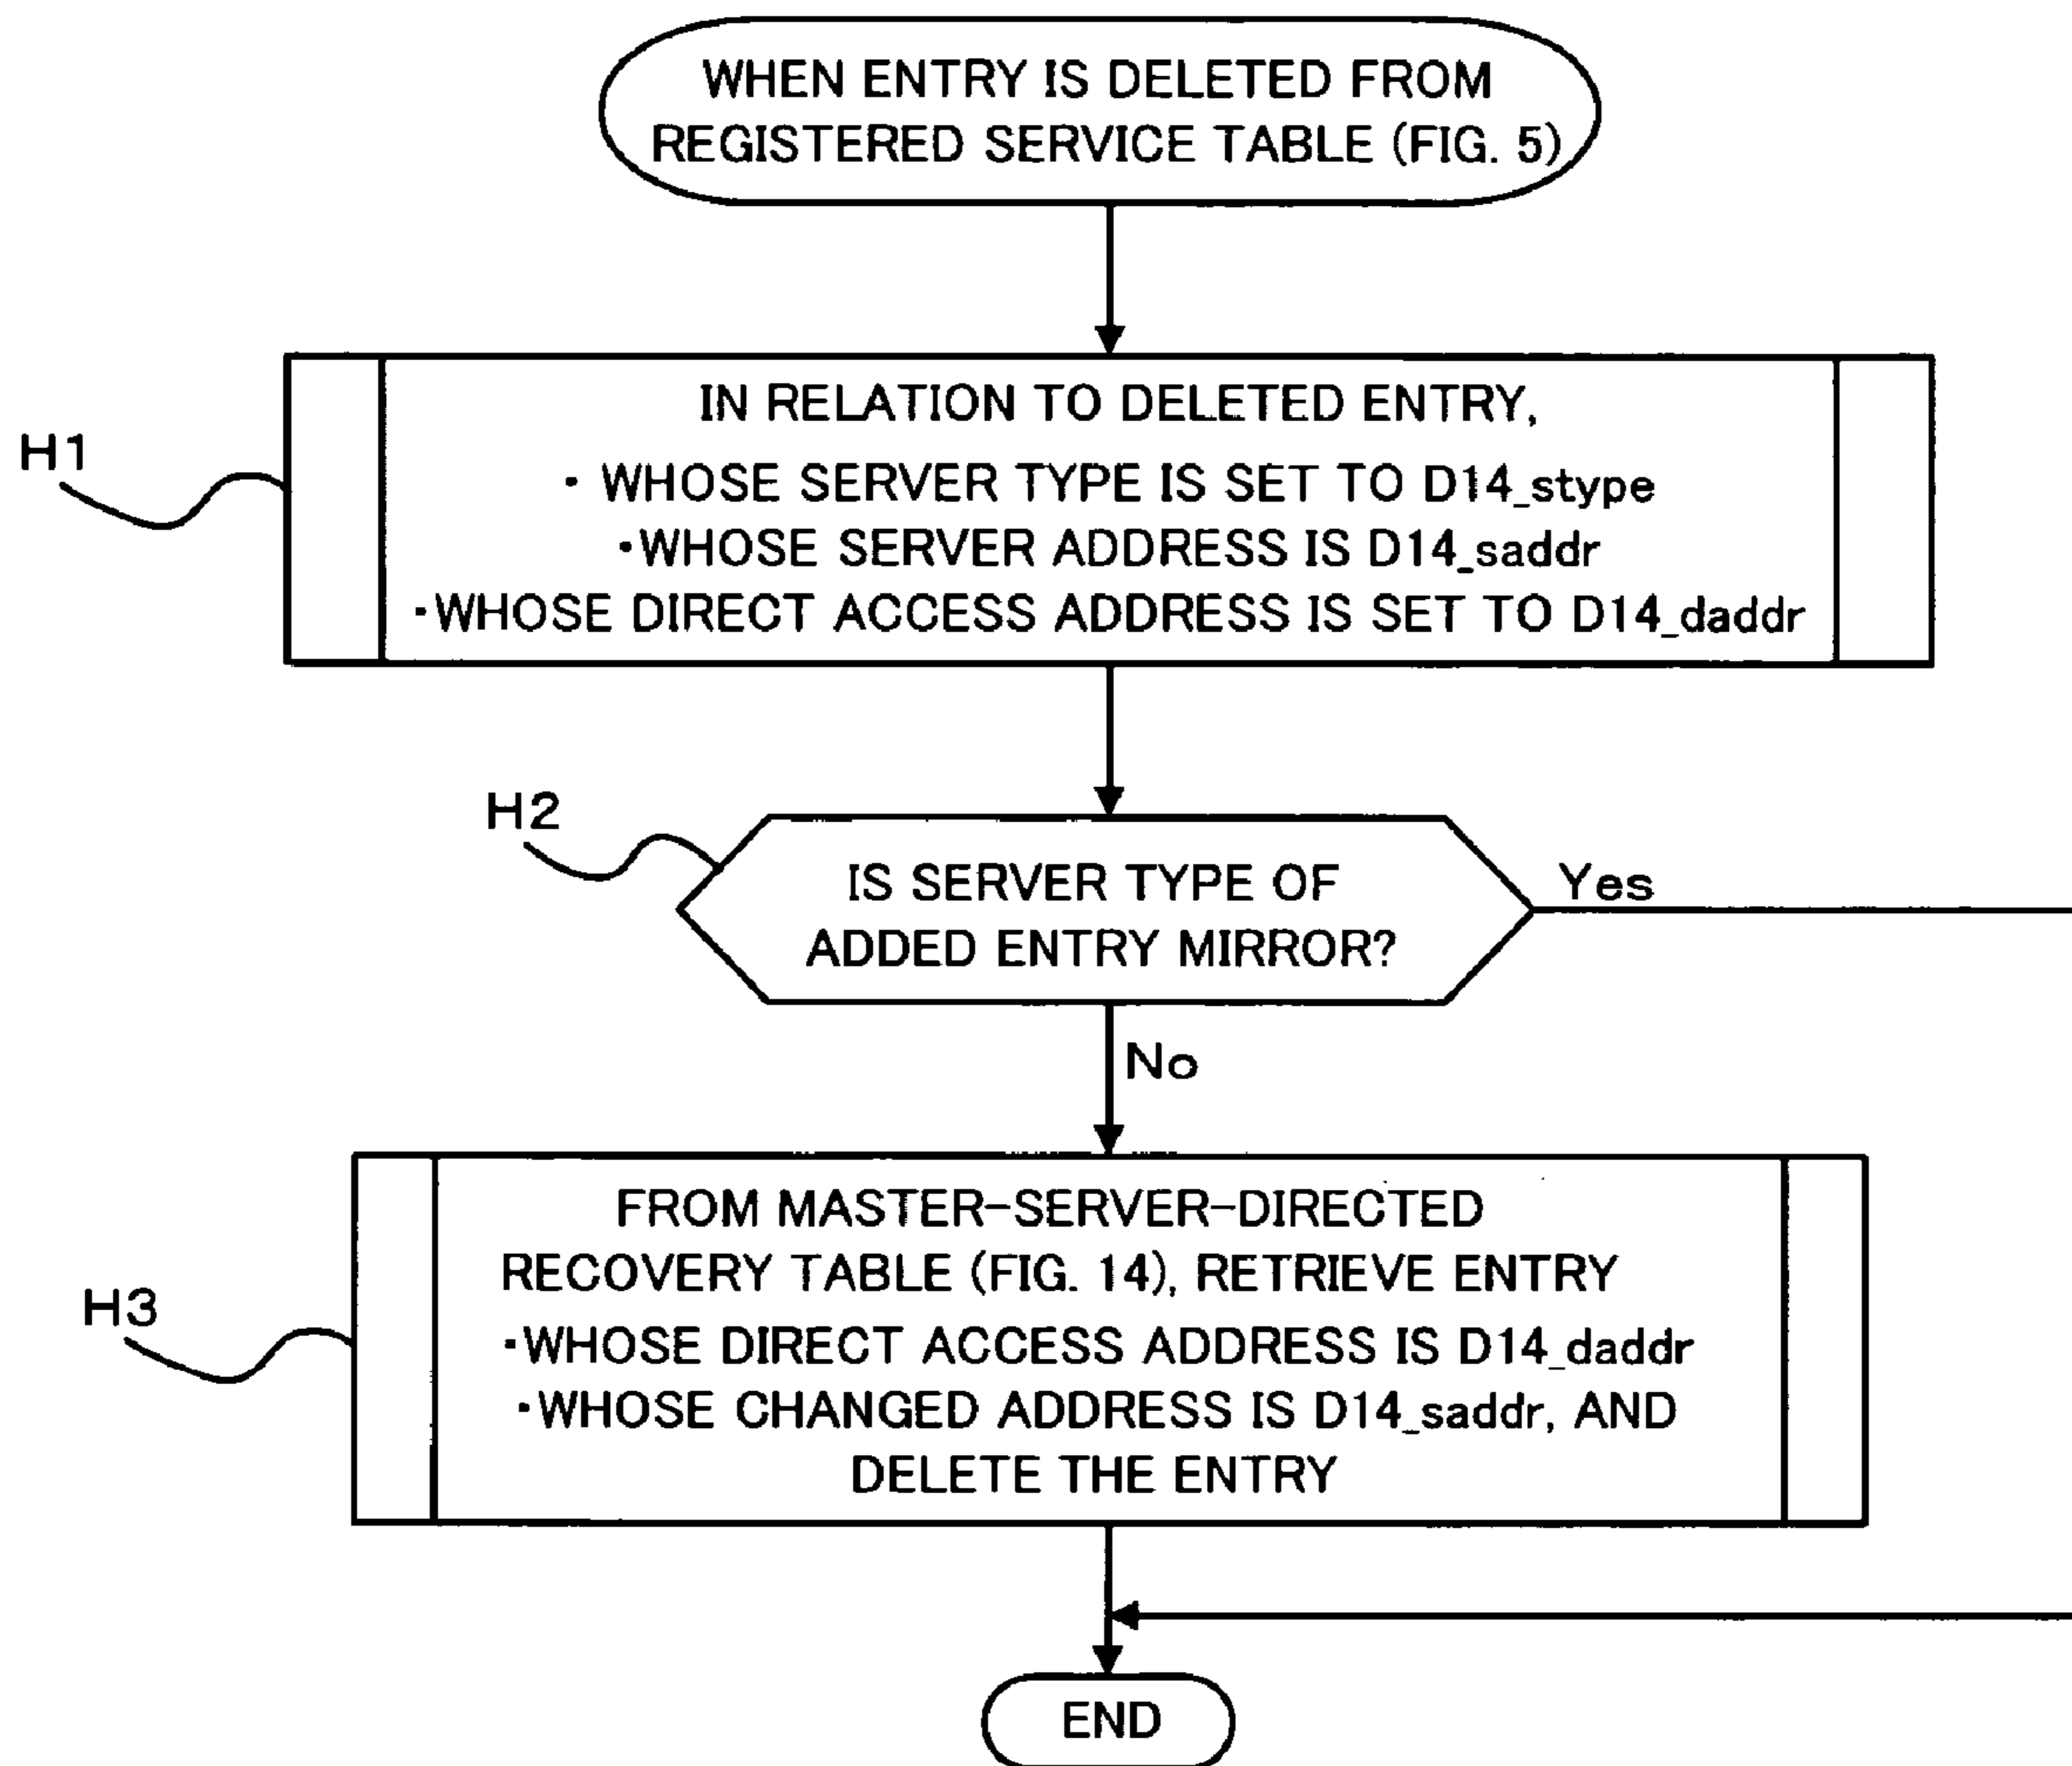 WHEN ENTRY IS DELETED FROM
REGISTERED SERVICE TABLE (FIG. 5)
H1
IN RELATION TO DELETED ENTRY,
· WHOSE SERVER TYPE IS SET TO D14_stype
·WHOSE SERVER ADDRESS IS D14_saddr
·WHOSE DIRECT ACCESS ADDRESS IS SET TO D14_daddr
H2
IS SERVER TYPE OF
ADDED ENTRY MIRROR?
Yes
No
H3
FROM MASTER-SERVER-DIRECTED
RECOVERY TABLE (FIG. 14), RETRIEVE ENTRY
·WHOSE DIRECT ACCESS ADDRESS IS D14_daddr
·WHOSE CHANGED ADDRESS IS D14_saddr, AND
DELETE THE ENTRY
END